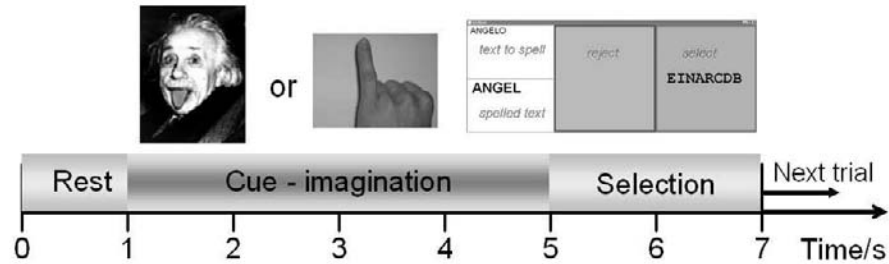 ANGELO
text to spell
reject
select
EINARCDB
or
ANGEL
spelled text
Rest
Cue - imagination
Selection
Next trial
0 1 2 3 4 5 6 7 Time/s